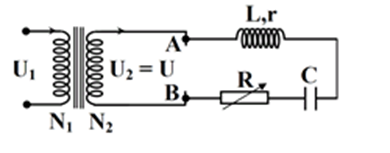 L,r
A
U₁ U₂ = U
B R C
N₁ N₂